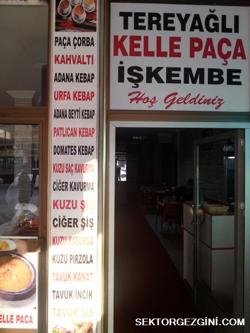 TEREYAĞLI
KELLE PAÇA
İŞKEMBE
Hoş Geldiniz
PAÇA ÇORBA
KAHVALTI
ADANA KEBAP
URFA KEBAP
ADANA BEYTİ KEBAP
PATLICAN KEBAP
DOMATES KEBAP
KUZU SAÇ KAVURMA
CİĞER KAVURMA
KUZU ŞİŞ
CİĞER ŞİŞ
KUZU
KUZU PİRZOLA
TAVUK KANAT
TAVUK İNCİK
TAVUK
ELLE PAÇA
SEKTORGEZGINI.COM